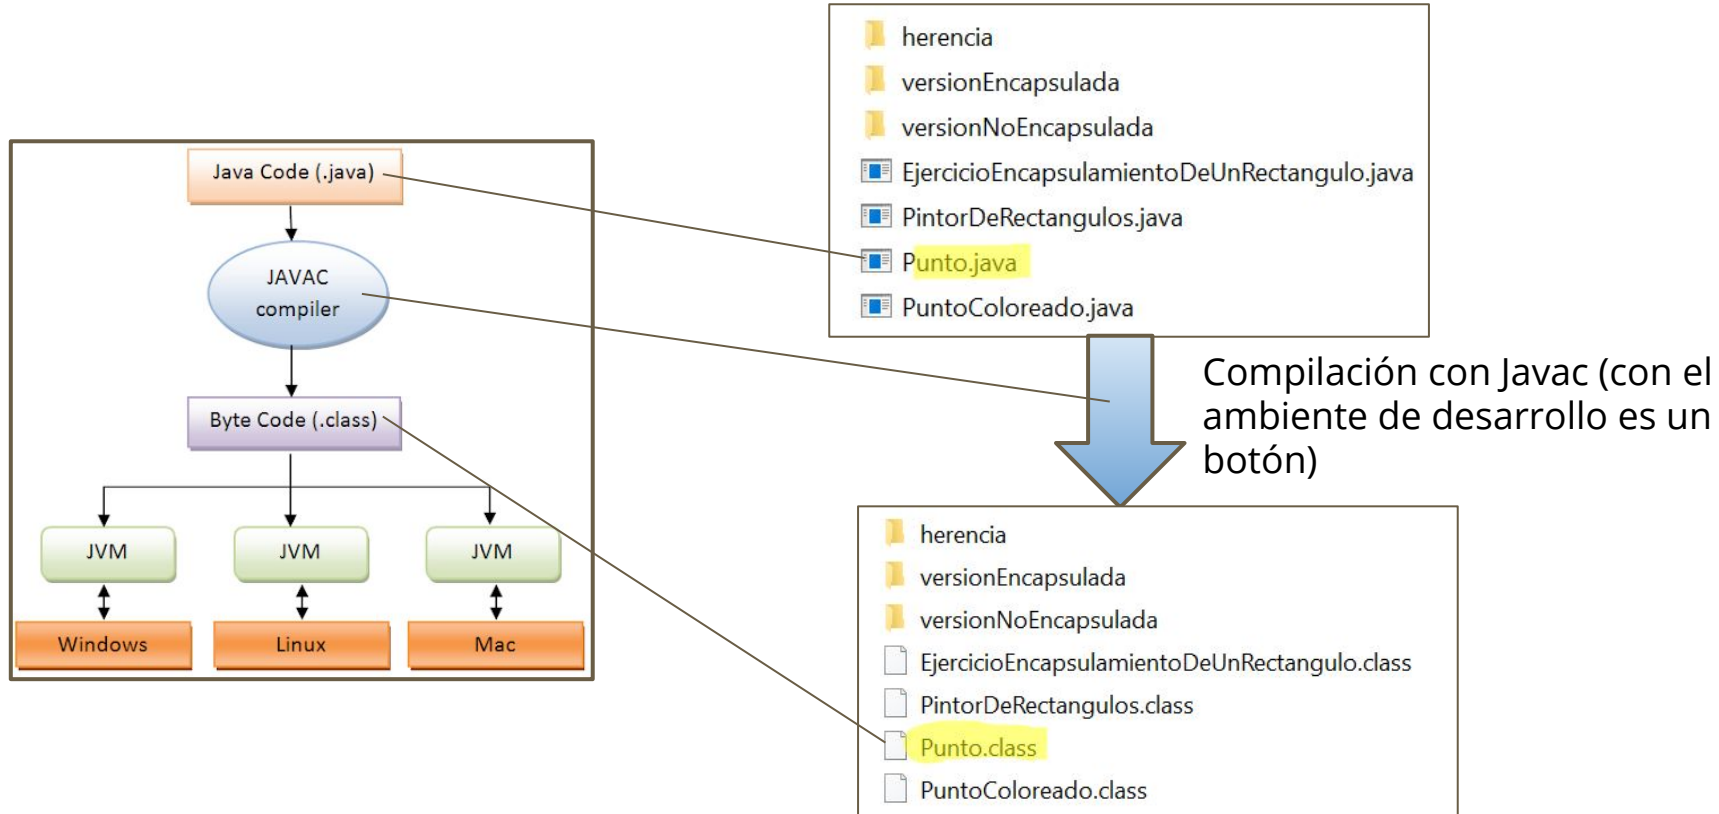 Java Code (.java)
JAVAC
compiler
Byte Code (.class)
JVM
JVM
JVM
Windows
Linux
Mac
herencia
versionEncapsulada
versionNoEncapsulada
EjercicioEncapsulamientoDeUnRectangulo.java
PintorDeRectangulos.java
Punto.java
PuntoColoreado.java
Compilación con Javac (con el
ambiente de desarrollo es un
botón)
herencia
versionEncapsulada
versionNoEncapsulada
EjercicioEncapsulamientoDeUnRectangulo.class
PintorDeRectangulos.class
Punto.class
PuntoColoreado.class